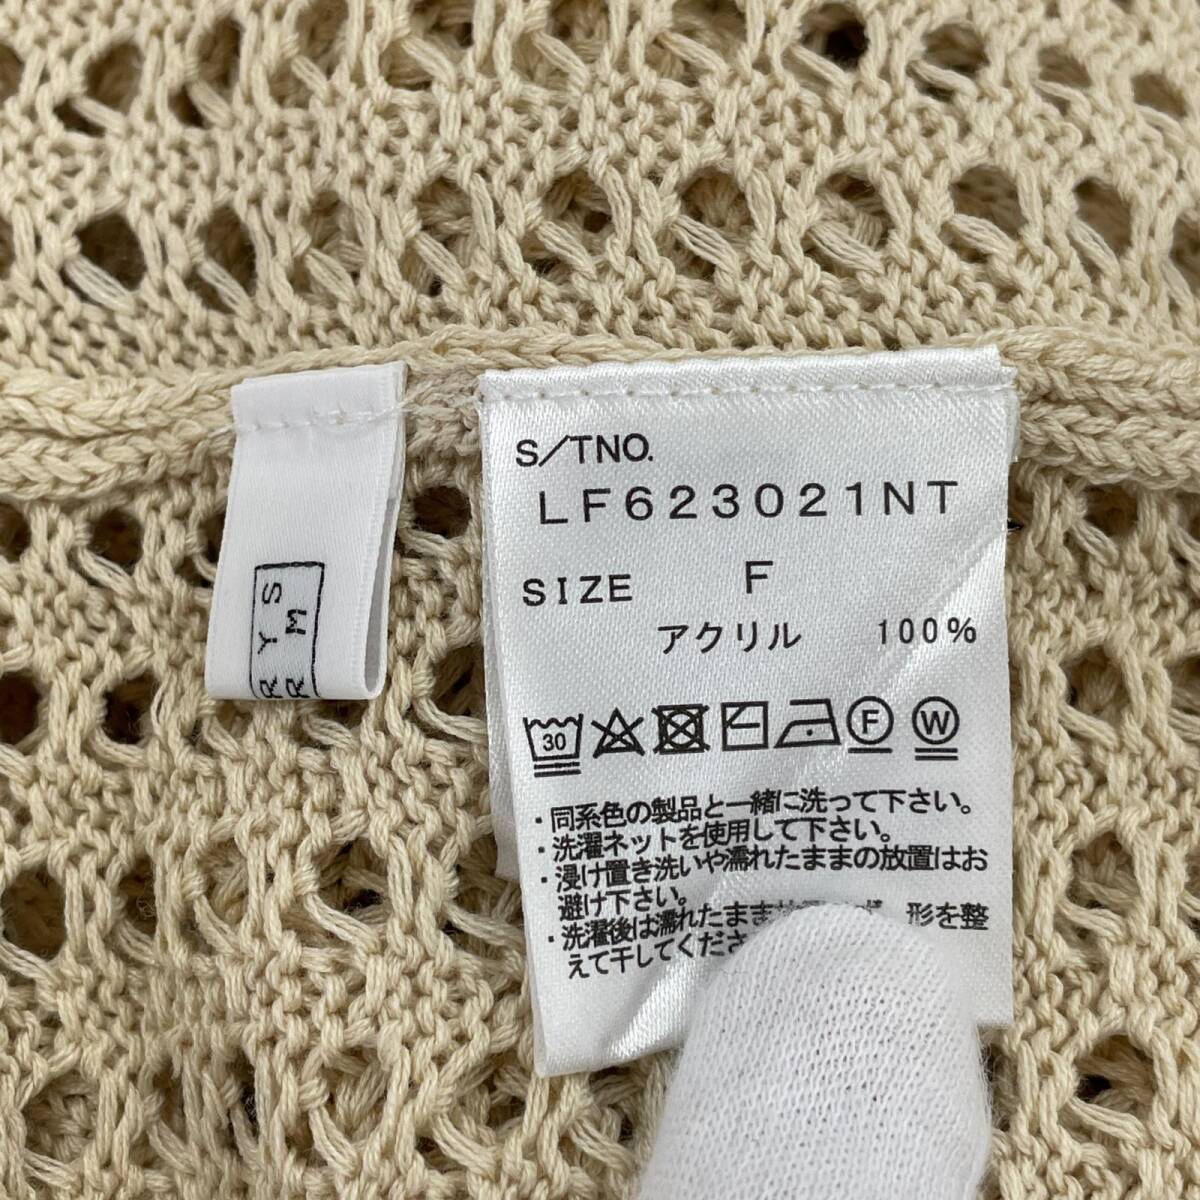 S/TNO.
LF623021NT
SIZE F
アクリル 100%
30 F W
・同系色の製品と一緒に洗って下さい。
・洗濯ネットを使用して下さい。
・浸け置き洗いや濡れたままの放置はお
避け下さい。
・洗濯後は濡れたまま 形を整
えて干してくださ
RYS
RM